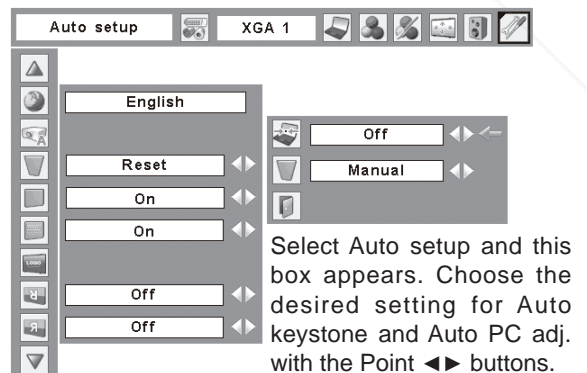 Auto setup
XGA 1
English
Reset
On
On
Off
Off
Off
Manual
Select Auto setup and this
box appears. Choose the
desired setting for Auto
keystone and Auto PC adj.
with the Point ◄► buttons.